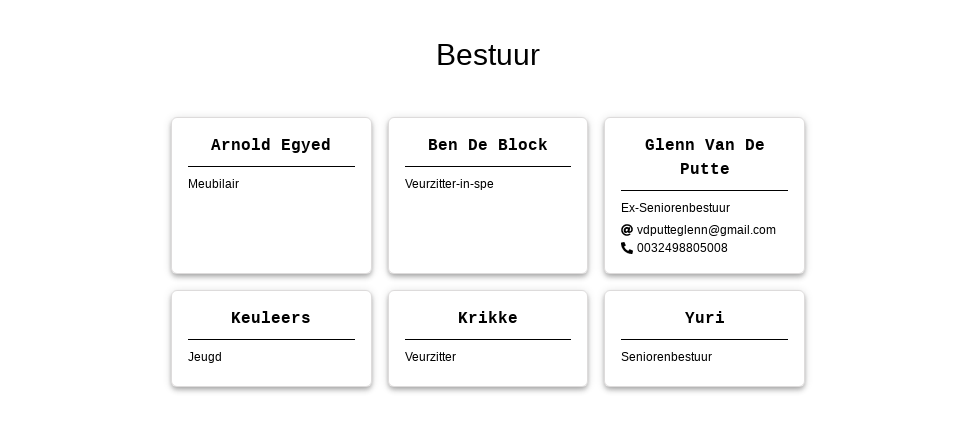 Bestuur
Arnold Egyed
Meubilair
Ben De Block
Veurzitter-in-spe
Glenn Van De
Putte
Ex-Seniorenbestuur
vdputteglenn@gmail.com
0032498805008
Keuleers
Jeugd
Krikke
Veurzitter
Yuri
Seniorenbestuur